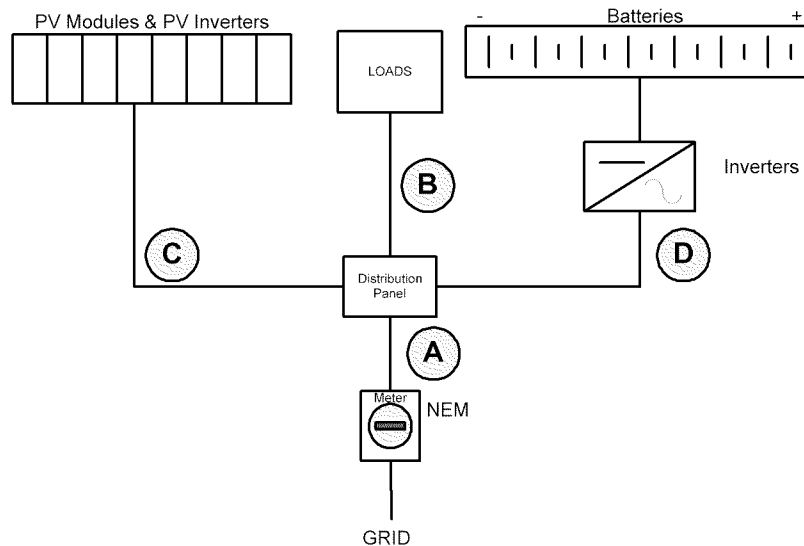 PV Modules & PV Inverters
Batteries
- +
LOADS
Inverters
B
C
D
Distribution
Panel
A
Meter
NEM
GRID